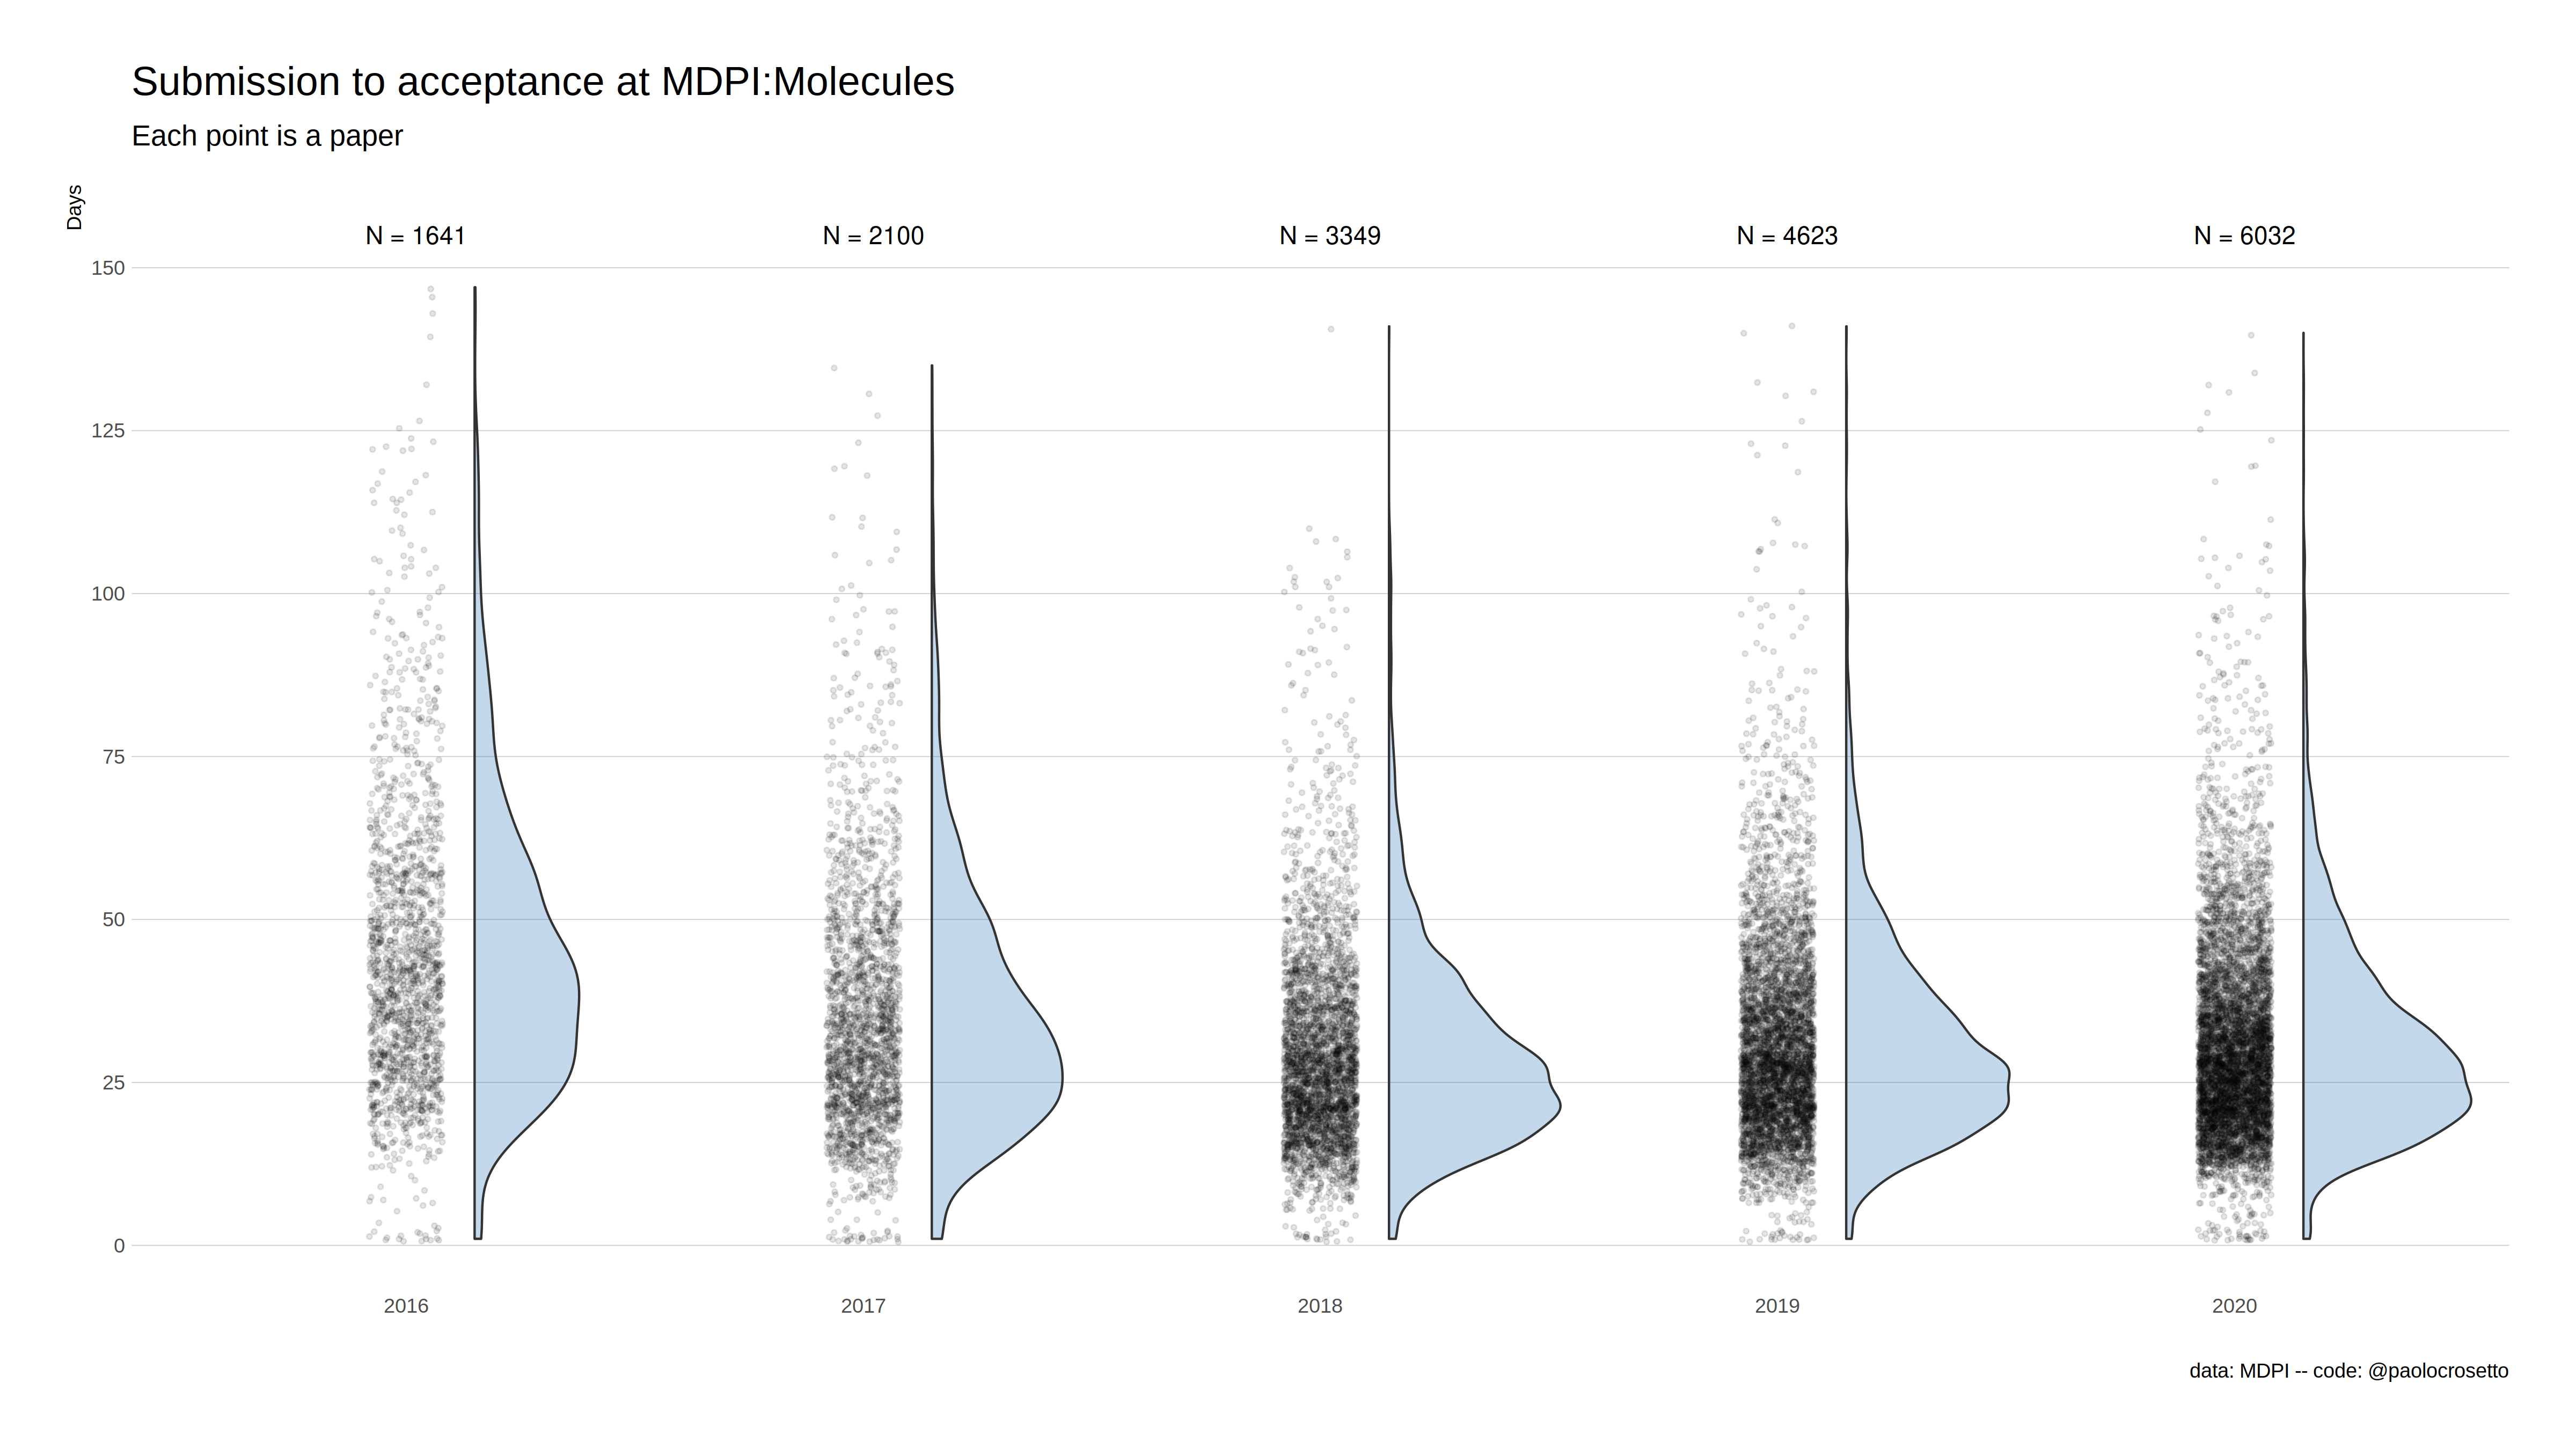 Submission to acceptance at MDPI:Molecules
Each point is a paper
Days
N = 1641
N = 2100
N = 3349
N = 4623
N = 6032
150
125
100
75
50
25
0
2016
2017
2018
2019
2020
data: MDPI -- code: @paolocrosetto